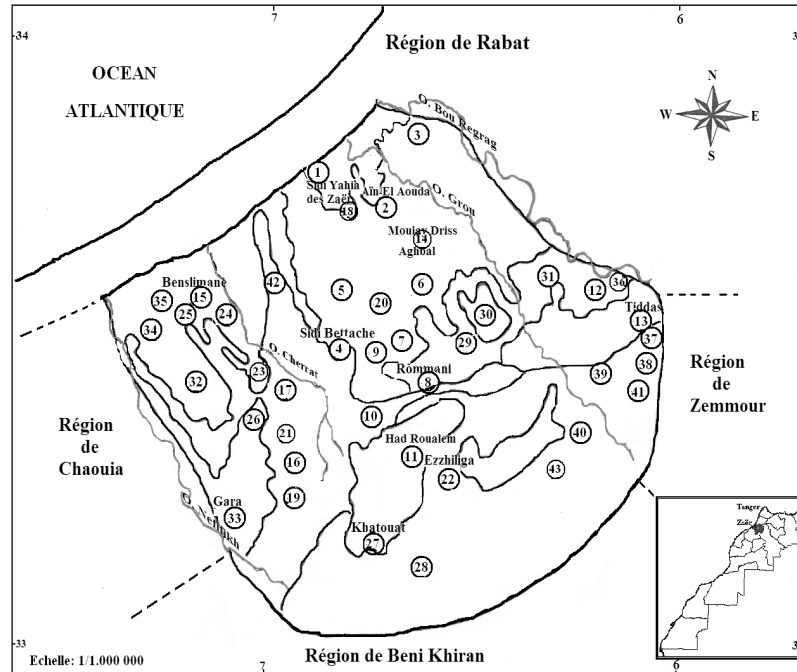 7
6
34
3
Région de Rabat
OCEAN
ATLANTIQUE
N
W
E
S
O. Bou Regrag
3
1
Sidi Yahia
des Zaër
18
Aïn-El Aouda
2
O. Grou
Moulay Driss
14
Aghbal
31
12
36
42
5
6
20
30
Benslimane
35
15
25
24
34
Tiddas
13
37
Sidi Bettache
4
9
7
29
O. Cherrat
23
32
17
Rommani
8
39
38
41
Région
de
Zemmour
26
10
21
40
Région
de
Chaouia
Had Roualem
11
Ezzhiliga
16
43
22
19
Gara
33
Khatouat
27
28
Tanger
Zaër
33
Echelle: 1/1.000 000
7
Région de Beni Khiran
6
3